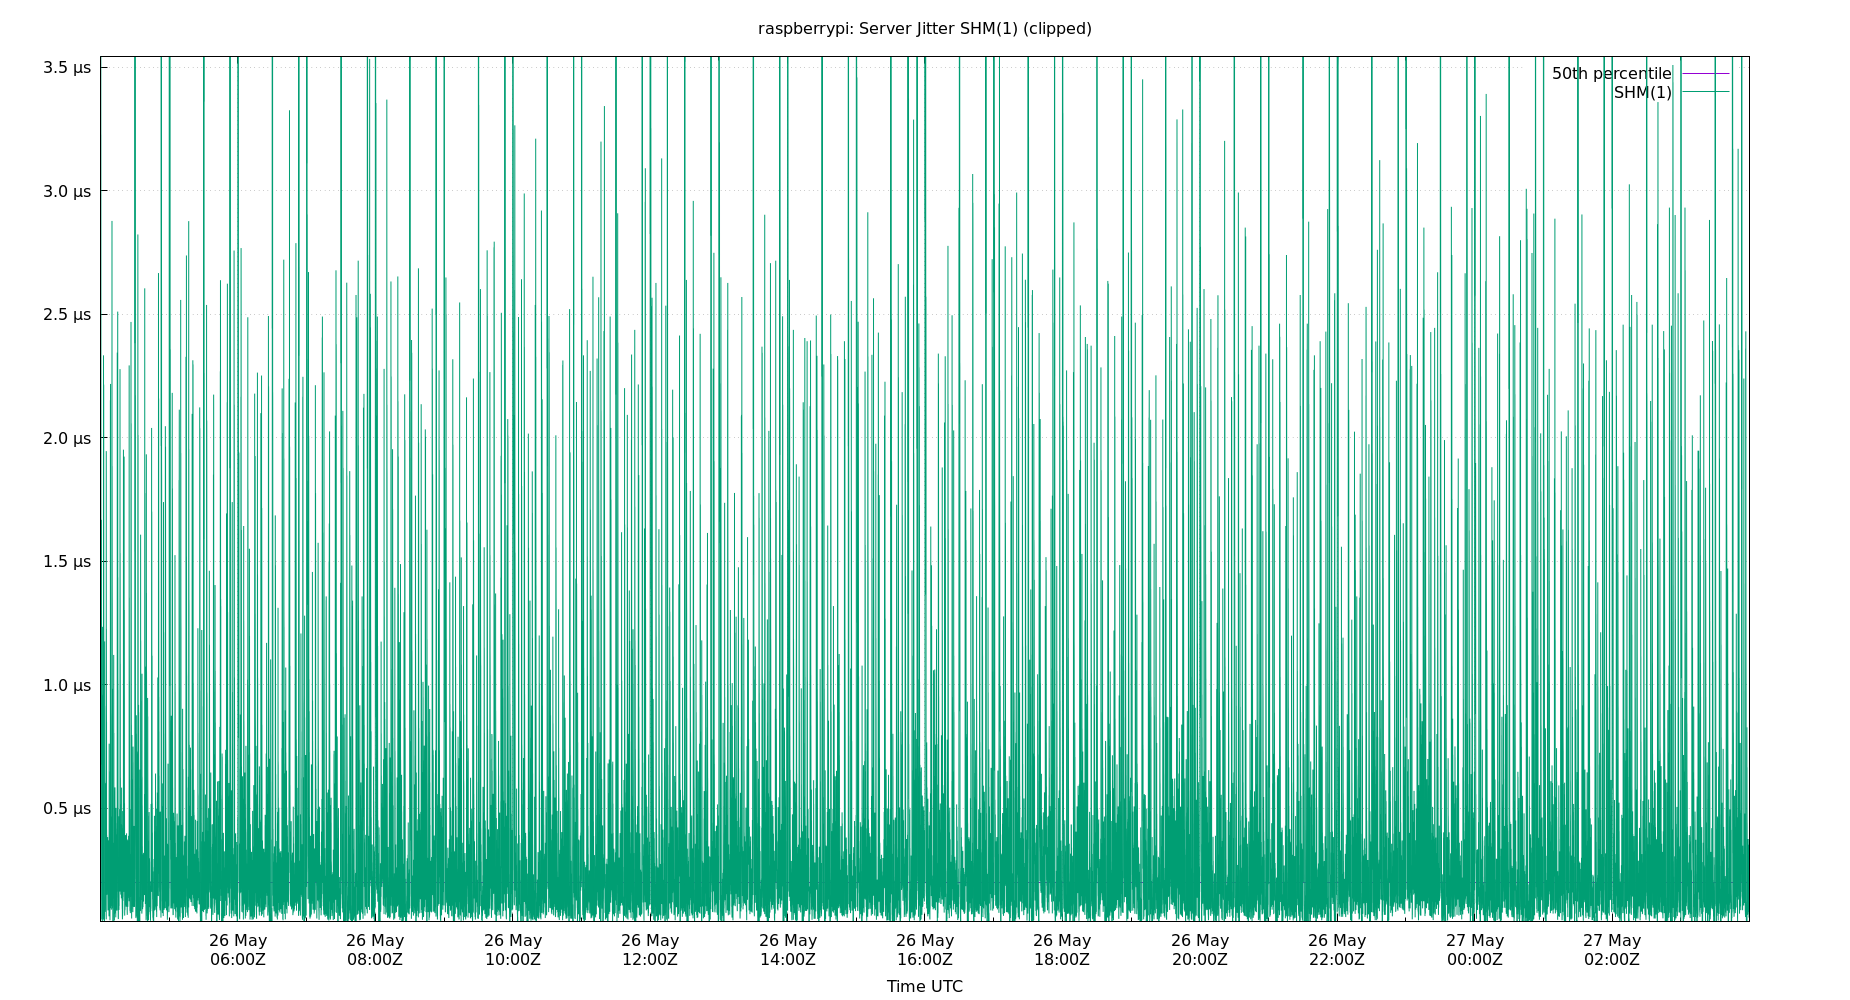 raspberrypi: Server Jitter SHM(1) (clipped)
3.5 μs
3.0 μs
2.5 μs
2.0 μs
1.5 μs
1.0 μs
0.5 μs
50th percentile
SHM(1)
26 May 26 May 26 May 26 May 26 May 26 May 26 May 26 May 26 May 27 May 27 May
06:00Z 08:00Z 10:00Z 12:00Z 14:00Z 16:00Z 18:00Z 20:00Z 22:00Z 00:00Z 02:00Z
Time UTC